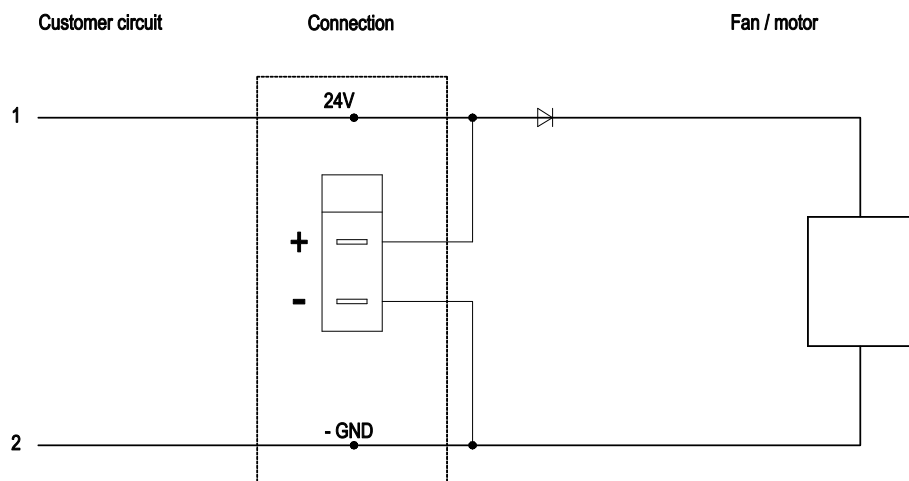 Customer circuit Connection Fan / motor
24V
1
+
-
- GND
2